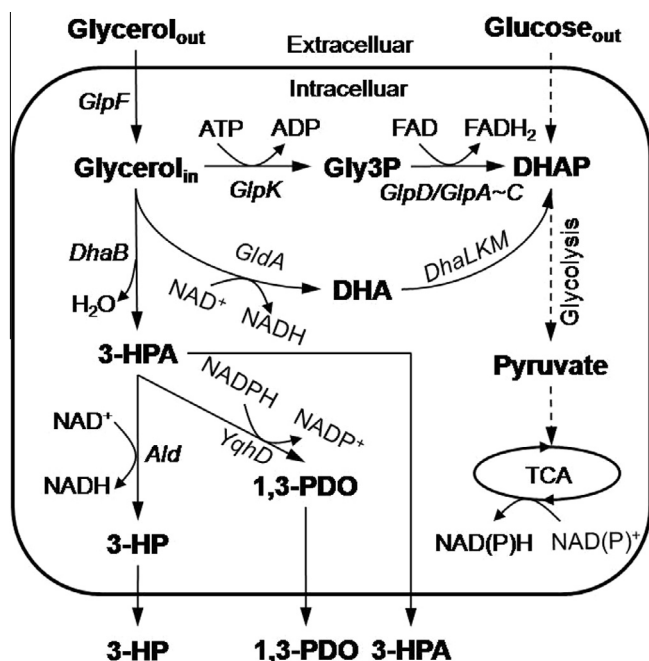 Glycerolout Extracelluar Glucoseout
Intracelluar
GlpF
ATP ADP FAD FADH2
Glycerolin Gly3P DHAP
GlpK GlpD/GlpA~C
DhaB GldA DhaLKM Glycolysis
NAD+ DHA
H2O NADH
3-HPA Pyruvate
NADPH
NAD+ NADP+
Ald YqhD
NADH 1,3-PDO TCA
3-HP NAD(P)H NAD(P)+
3-HP 1,3-PDO 3-HPA